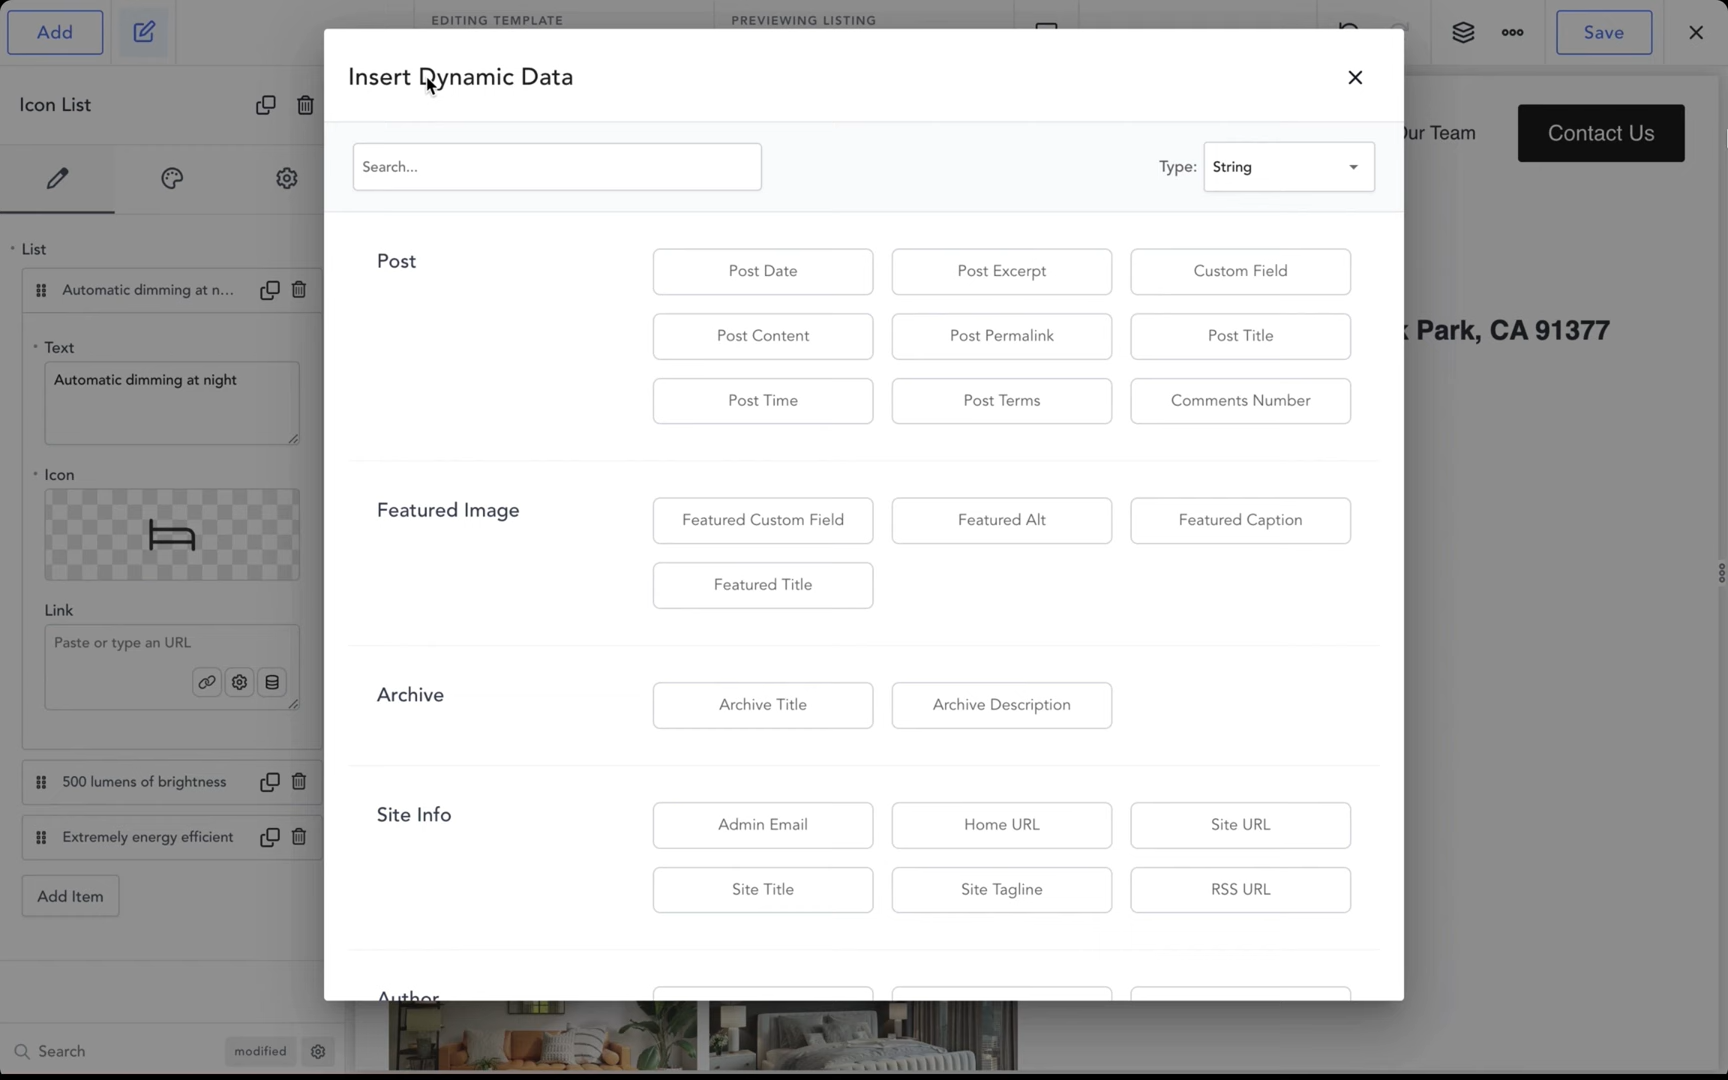 Add
EDITING TEMPLATE
PREVIEWING LISTING
Save
Icon List
Insert Dynamic Data
Our Team
Contact Us
Search...
Type:
String
List
Automatic dimming at n...
Text
Automatic dimming at night
Icon
Link
Paste or type an URL
500 lumens of brightness
Extremely energy efficient
Add Item
Search
modified
Post
Post Date
Post Excerpt
Custom Field
Post Content
Post Permalink
Post Title
Post Time
Post Terms
Comments Number
Featured Image
Featured Custom Field
Featured Alt
Featured Caption
Featured Title
Archive
Archive Title
Archive Description
Site Info
Admin Email
Home URL
Site URL
Site Title
Site Tagline
RSS URL
Author
Park, CA 91377